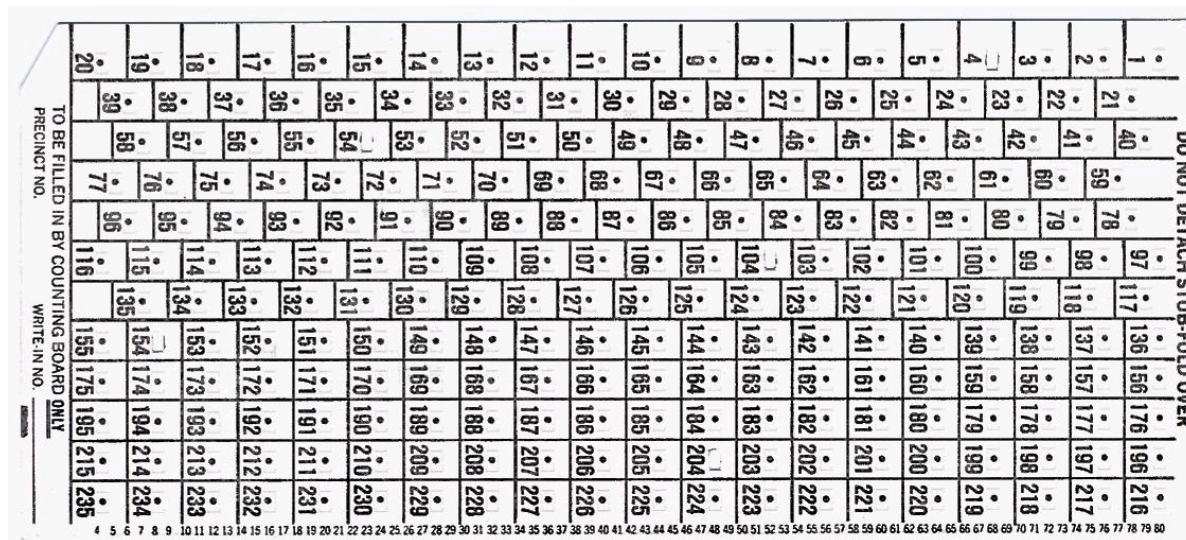 DO NOT DETACH STUB-FOLD OVER
20 19 18 17 16 15 14 13 12 11 10 9 8 7 6 5 4 3 2 1
39 38 37 36 35 34 33 32 31 30 29 28 27 26 25 24 23 22 21
58 57 56 55 54 53 52 51 50 49 48 47 46 45 44 43 42 41 40
77 76 75 74 73 72 71 70 69 68 67 66 65 64 63 62 61 60 59
96 95 94 93 92 91 90 89 88 87 86 85 84 83 82 81 80 79 78
116 115 114 113 112 111 110 109 108 107 106 105 104 103 102 101 100 99 98 97
135 134 133 132 131 130 129 128 127 126 125 124 123 122 121 120 119 118 117
155 154 153 152 151 150 149 148 147 146 145 144 143 142 141 140 139 138 137 136
175 174 173 172 171 170 169 168 167 166 165 164 163 162 161 160 159 158 157 156
195 194 193 192 191 190 189 188 187 186 185 184 183 182 181 180 179 178 177 176
215 214 213 212 211 210 209 208 207 206 205 204 203 202 201 200 199 198 197 196
235 234 233 232 231 230 229 228 227 226 225 224 223 222 221 220 219 218 217 216
4 5 6 7 8 9 10 11 12 13 14 15 16 17 18 19 20 21 22 23 24 25 26 27 28 29 30 31 32 33 34 35 36 37 38 39 40 41 42 43 44 45 46 47 48 49 50 51 52 53 54 55 56 57 58 59 60 61 62 63 64 65 66 67 68 69 70 71 72 73 74 75 76 77 78 79 80
TO BE FILLED IN BY COUNTING BOARD ONLY
PRECINCT NO. WRITE-IN NO.